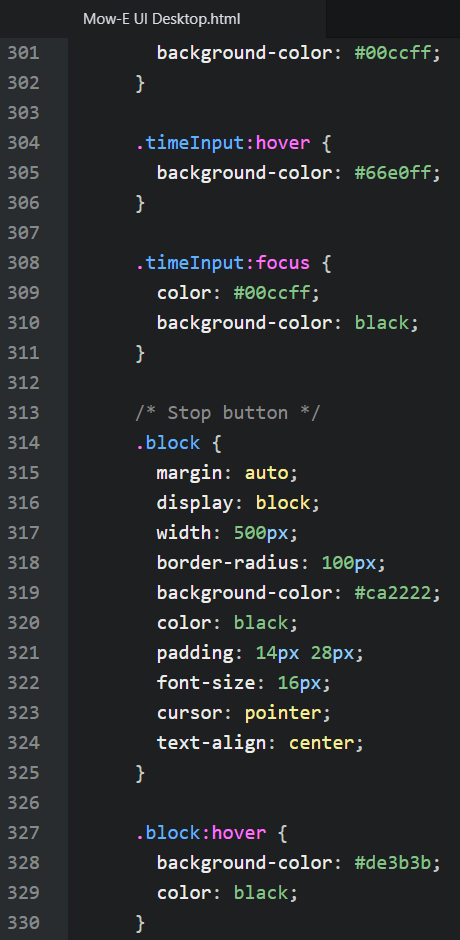 Mow-E UI Desktop.html
301 background-color: #00ccff;
302 }
303
304 .timeInput:hover {
305 background-color: #66e0ff;
306 }
307
308 .timeInput:focus {
309 color: #00ccff;
310 background-color: black;
311 }
312
313 /* Stop button */
314 .block {
315 margin: auto;
316 display: block;
317 width: 500px;
318 border-radius: 100px;
319 background-color: #ca2222;
320 color: black;
321 padding: 14px 28px;
322 font-size: 16px;
323 cursor: pointer;
324 text-align: center;
325 }
326
327 .block:hover {
328 background-color: #de3b3b;
329 color: black;
330 }